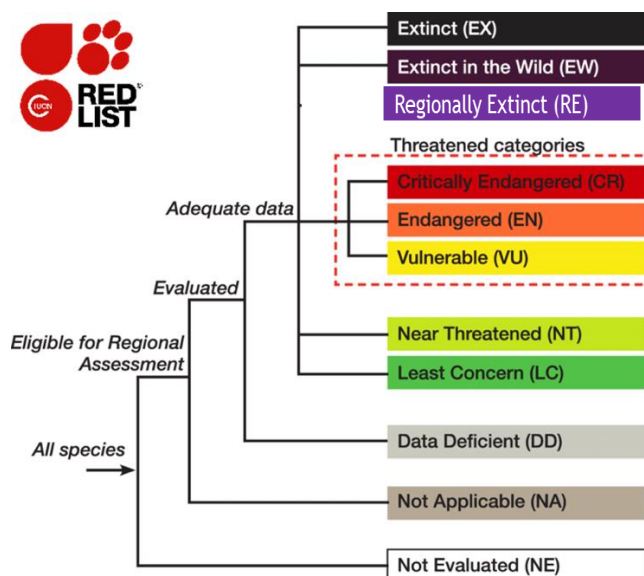 IUCN
RED
LIST
Extinct (EX)
Extinct in the Wild (EW)
Regionally Extinct (RE)
Threatened categories
Critically Endangered (CR)
Adequate data
Endangered (EN)
Vulnerable (VU)
Evaluated
Eligible for Regional
Assessment
Near Threatened (NT)
Least Concern (LC)
All species
Data Deficient (DD)
Not Applicable (NA)
Not Evaluated (NE)